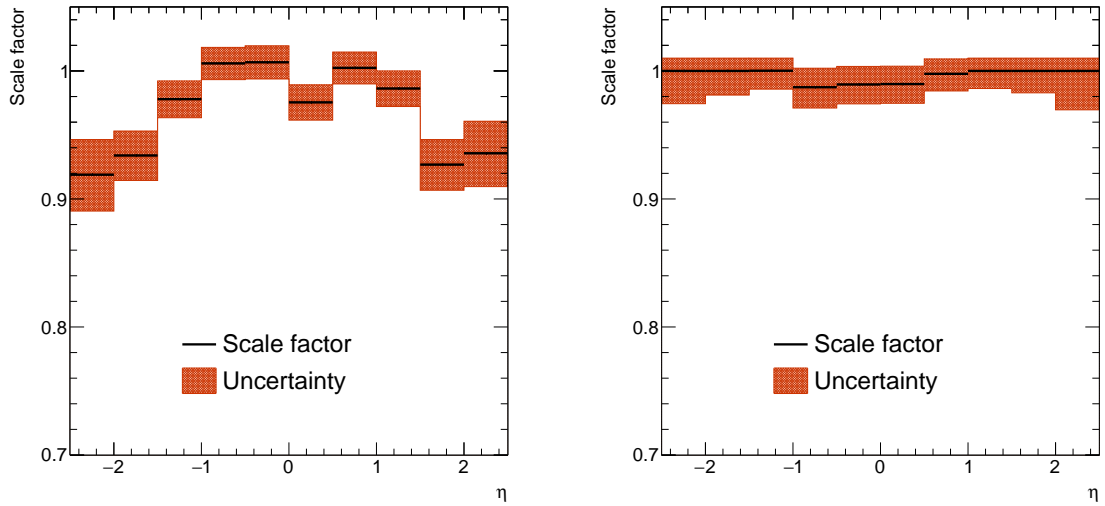 Scale factor
1
0.9
0.8
0.7
Scale factor
Uncertainty
−2 −1 0 1 2
η
Scale factor
1
0.9
0.8
0.7
Scale factor
Uncertainty
−2 −1 0 1 2
η